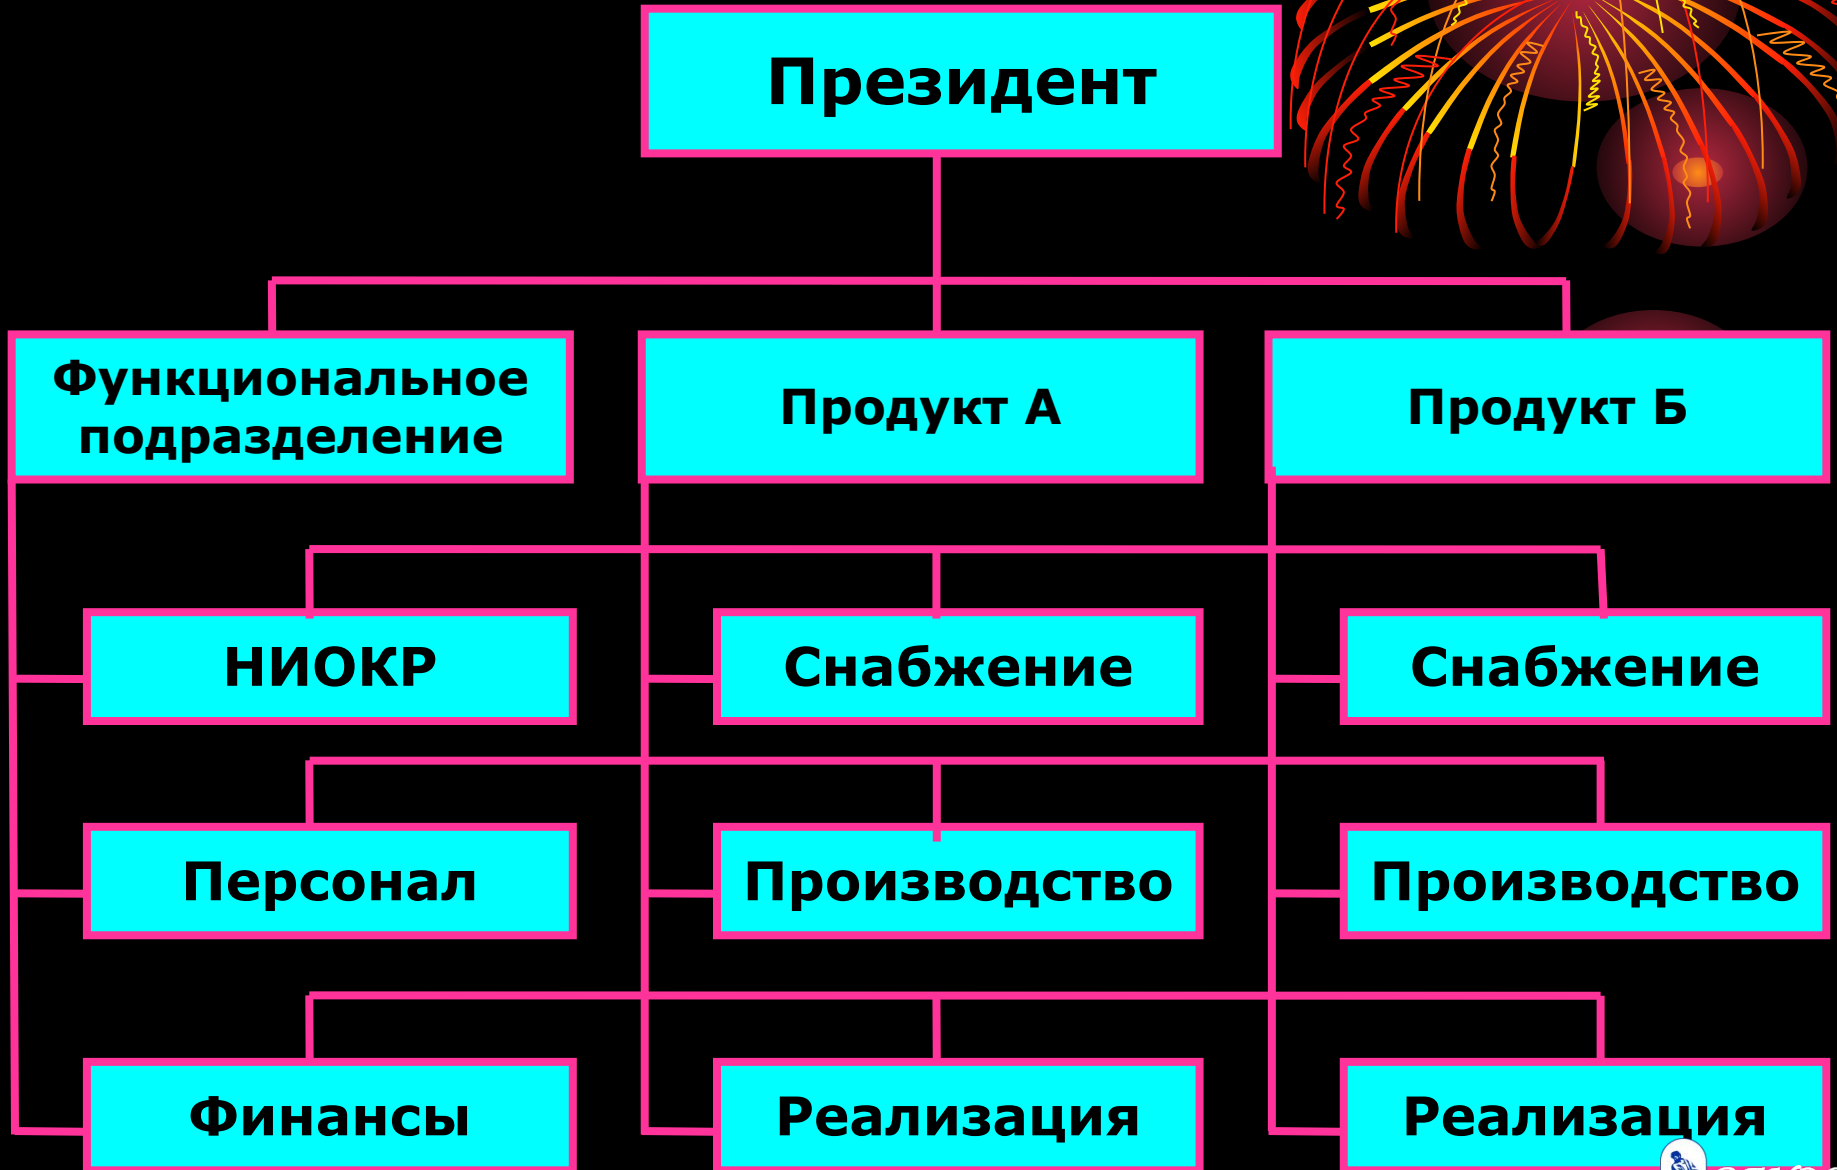 Президент
Функциональное
подразделение
Продукт А
Продукт Б
НИОКР
Снабжение
Снабжение
Персонал
Производство
Производство
Финансы
Реализация
Реализация